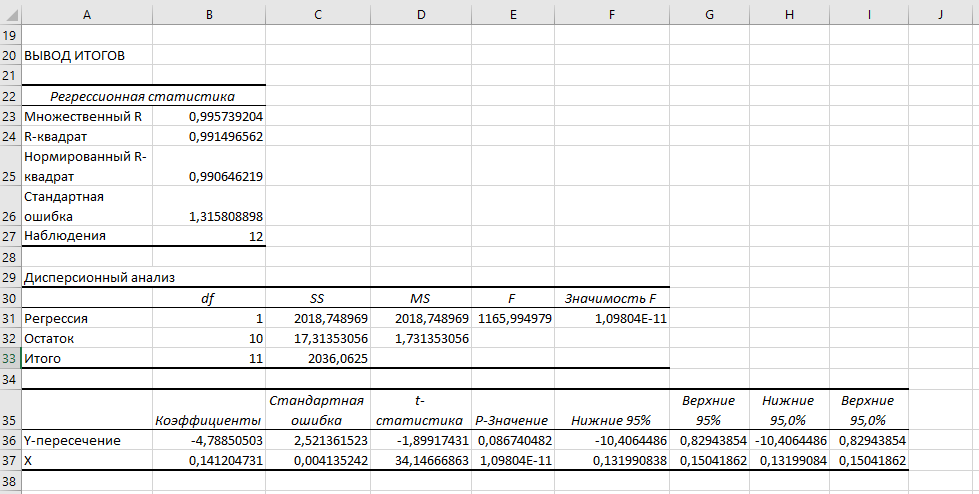 A B C D E F G H I J
19
20 ВЫВОД ИТОГОВ
21
22 Регрессионная статистика
23 Множественный R 0,995739204
24 R-квадрат 0,991496562
Нормированный R-
25 квадрат 0,990646219
Стандартная
26 ошибка 1,315808898
27 Наблюдения 12
28
29 Дисперсионный анализ
30 df SS MS F Значимость F
31 Регрессия 1 2018,748969 2018,748969 1165,994979 1,09804E-11
32 Остаток 10 17,31353056 1,731353056
33 Итого 11 2036,0625
34
Стандартная t- Верхние Нижние Верхние
35 Коэффициенты ошибка статистика P-Значение Нижние 95% 95% 95,0% 95,0%
36 Y-пересечение -4,78850503 2,521361523 -1,89917431 0,086740482 -10,4064486 0,82943854 -10,4064486 0,82943854
37 X 0,141204731 0,004135242 34,14666863 1,09804E-11 0,131990838 0,15041862 0,13199084 0,15041862
38